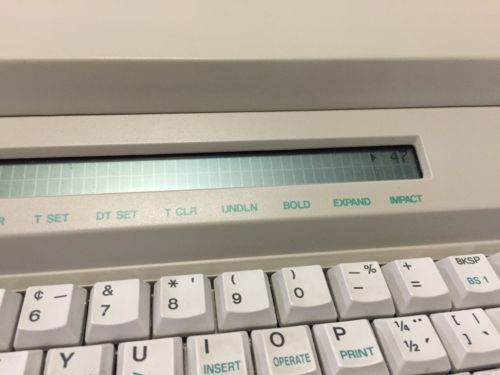 47
R T SET DT SET T CLR UNDLN BOLD EXPAND IMPACT
¢ — & * ' ( ) — % + BKSP
6 7 8 9 0 - = BS 1
Y U I O P ¼ " [ ]
INSERT OPERATE PRINT ½ '